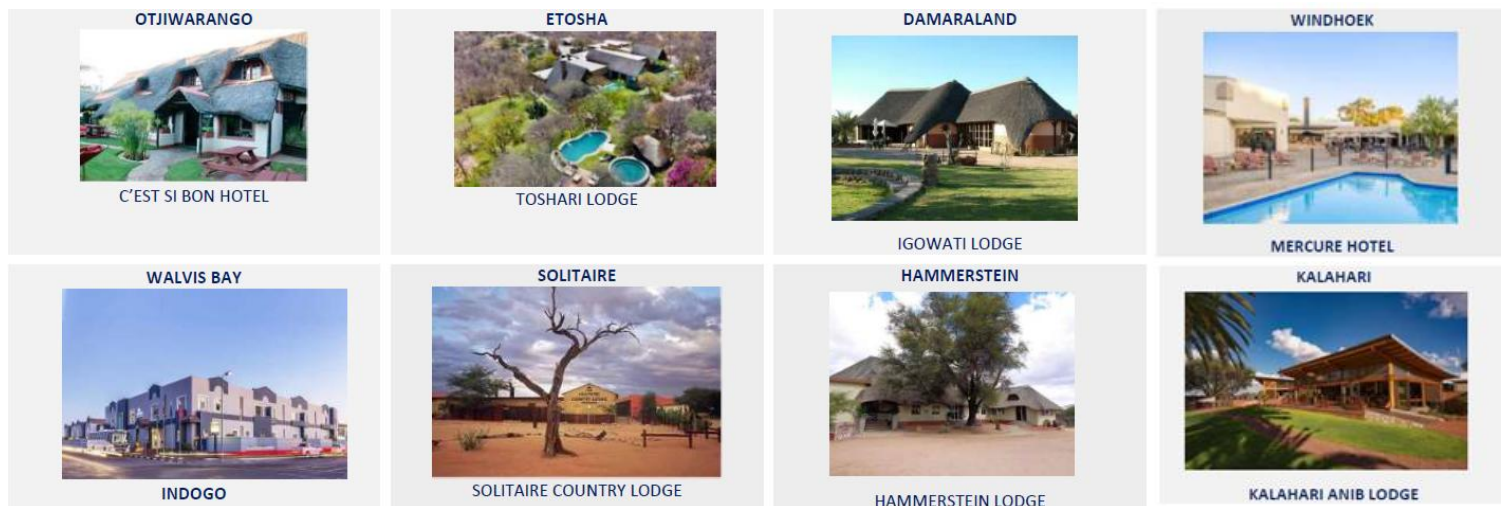 OTJIWARANGO
C'EST SI BON HOTEL
ETOSHA
TOSHARI LODGE
DAMARALAND
IGOWATI LODGE
WINDHOEK
MERCURE HOTEL
WALVIS BAY
INDOGO
SOLITAIRE
SOLITAIRE COUNTRY LODGE
HAMMERSTEIN
HAMMERSTEIN LODGE
KALAHARI
KALAHARI ANIB LODGE